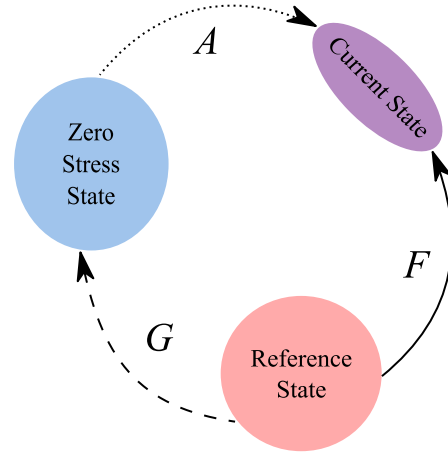 A
Current State
Zero
Stress
State
F
G
Reference
State